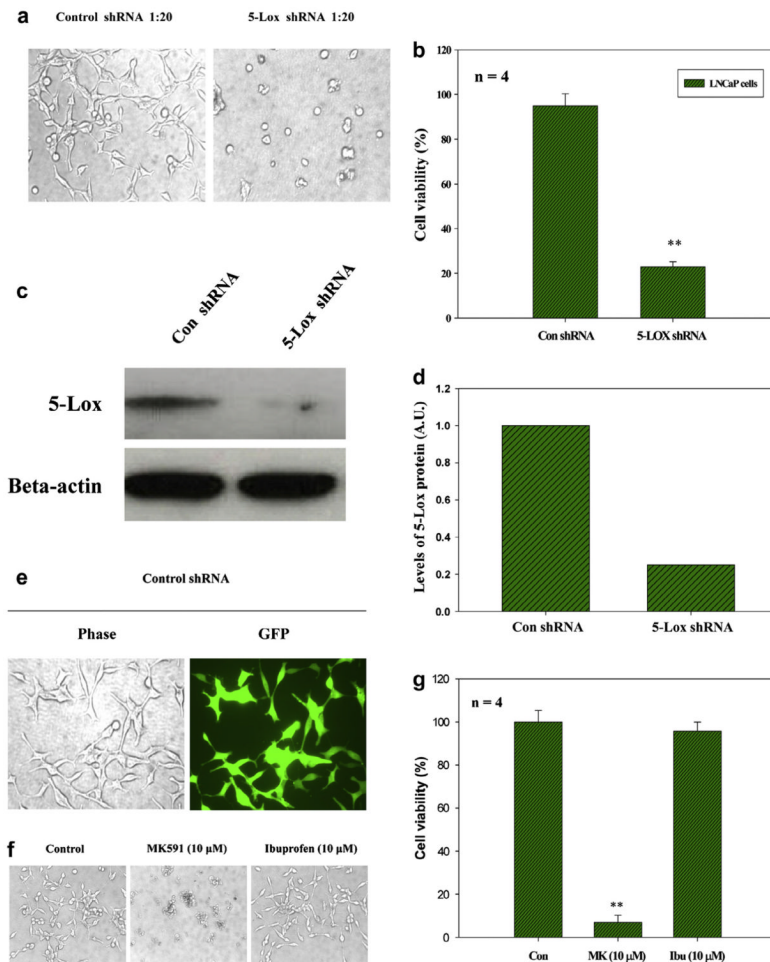 a
Control shRNA 1:20
5-Lox shRNA 1:20
b
n = 4
LNCaP cells
Cell viability (%)
120
100
80
60
40
20
0
**
Con shRNA
5-LOX shRNA
c
Con shRNA
5-Lox shRNA
5-Lox
Beta-actin
d
Levels of 5-Lox protein (A.U.)
1.2
1.0
0.8
0.6
0.4
0.2
0.0
Con shRNA
5-Lox shRNA
e
Control shRNA
Phase
GFP
f
Control
MK591 (10 μM)
Ibuprofen (10 μM)
g
n = 4
Cell viability (%)
120
100
80
60
40
20
0
**
Con
MK (10 μM)
Ibu (10 μM)